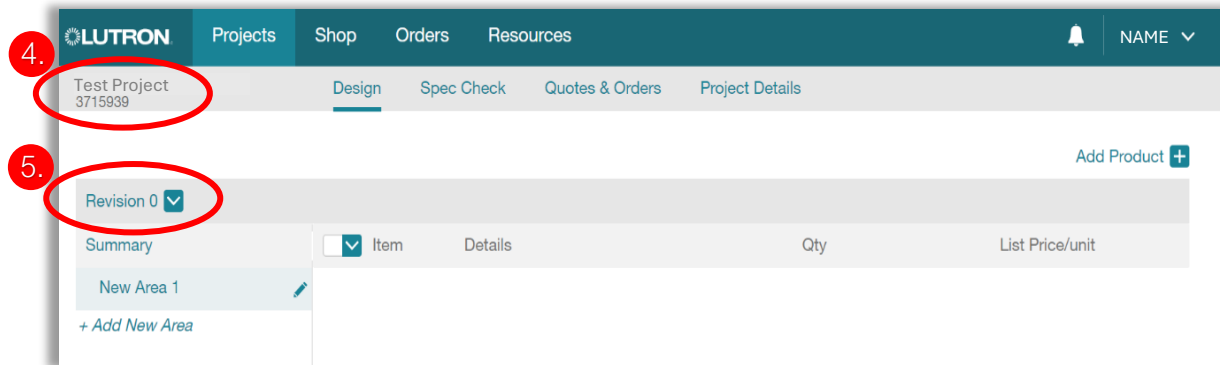 4.
LUTRON. Projects Shop Orders Resources NAME
Test Project
3715939
Design Spec Check Quotes & Orders Project Details
5.
Add Product +
Revision 0
Summary Item Details Qty List Price/unit
New Area 1
+ Add New Area